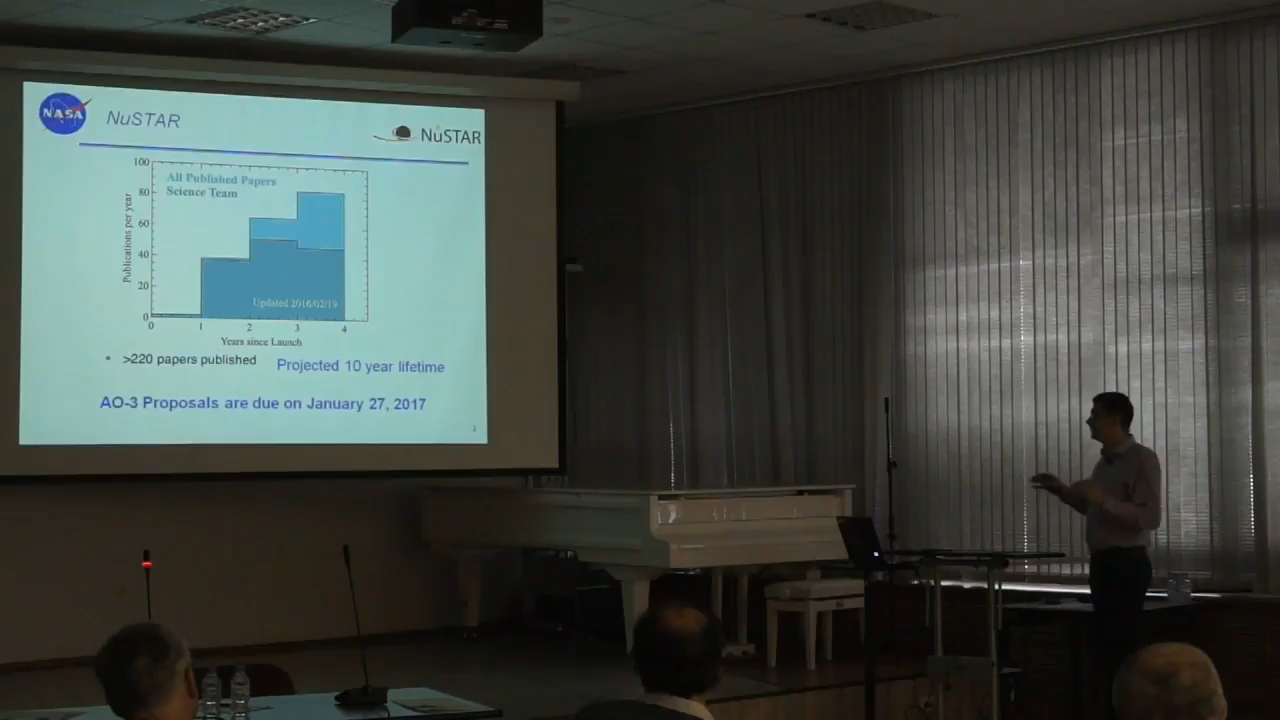 NASA
NuSTAR
NuSTAR
100
80
60
40
20
0
Publications per year
All Published Papers
Science Team
Updated 2016/02/19
0 1 2 3 4
Years since Launch
>220 papers published
Projected 10 year lifetime
AO-3 Proposals are due on January 27, 2017